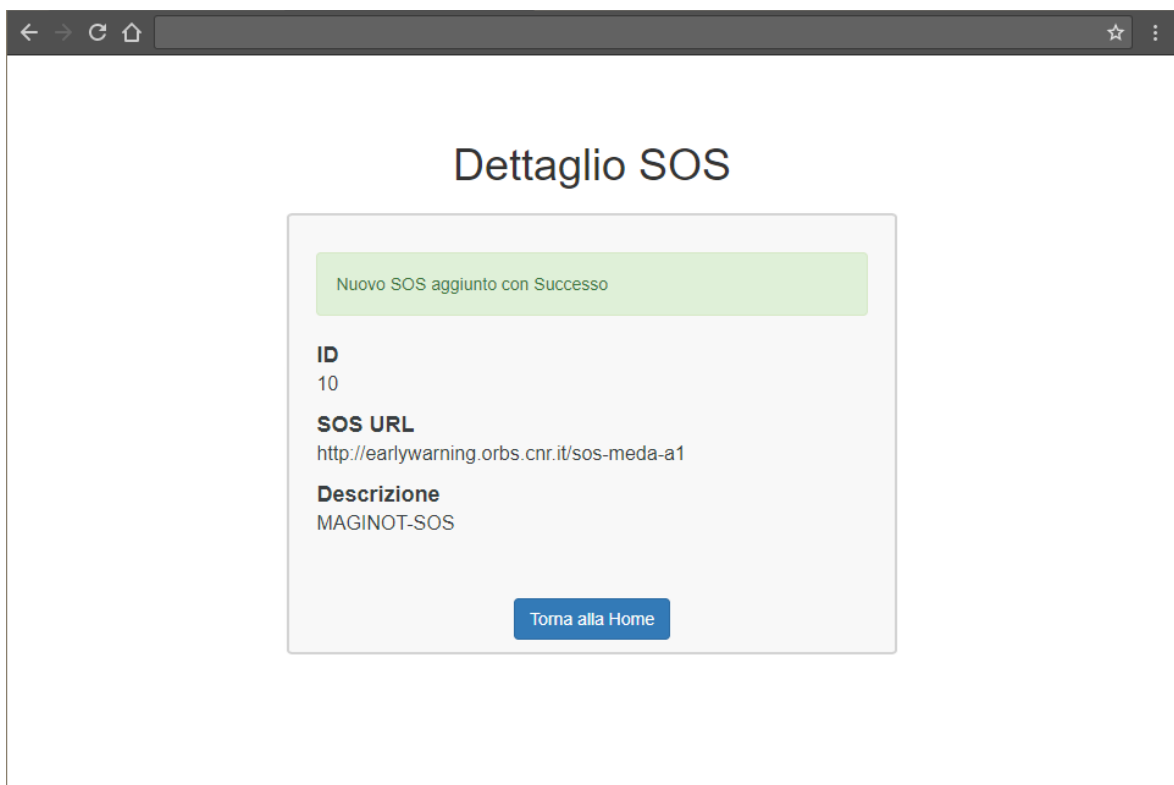 Dettaglio SOS
Nuovo SOS aggiunto con Successo
ID
10
SOS URL
http://earlywarning.orbs.cnr.it/sos-meda-a1
Descrizione
MAGINOT-SOS
Torna alla Home